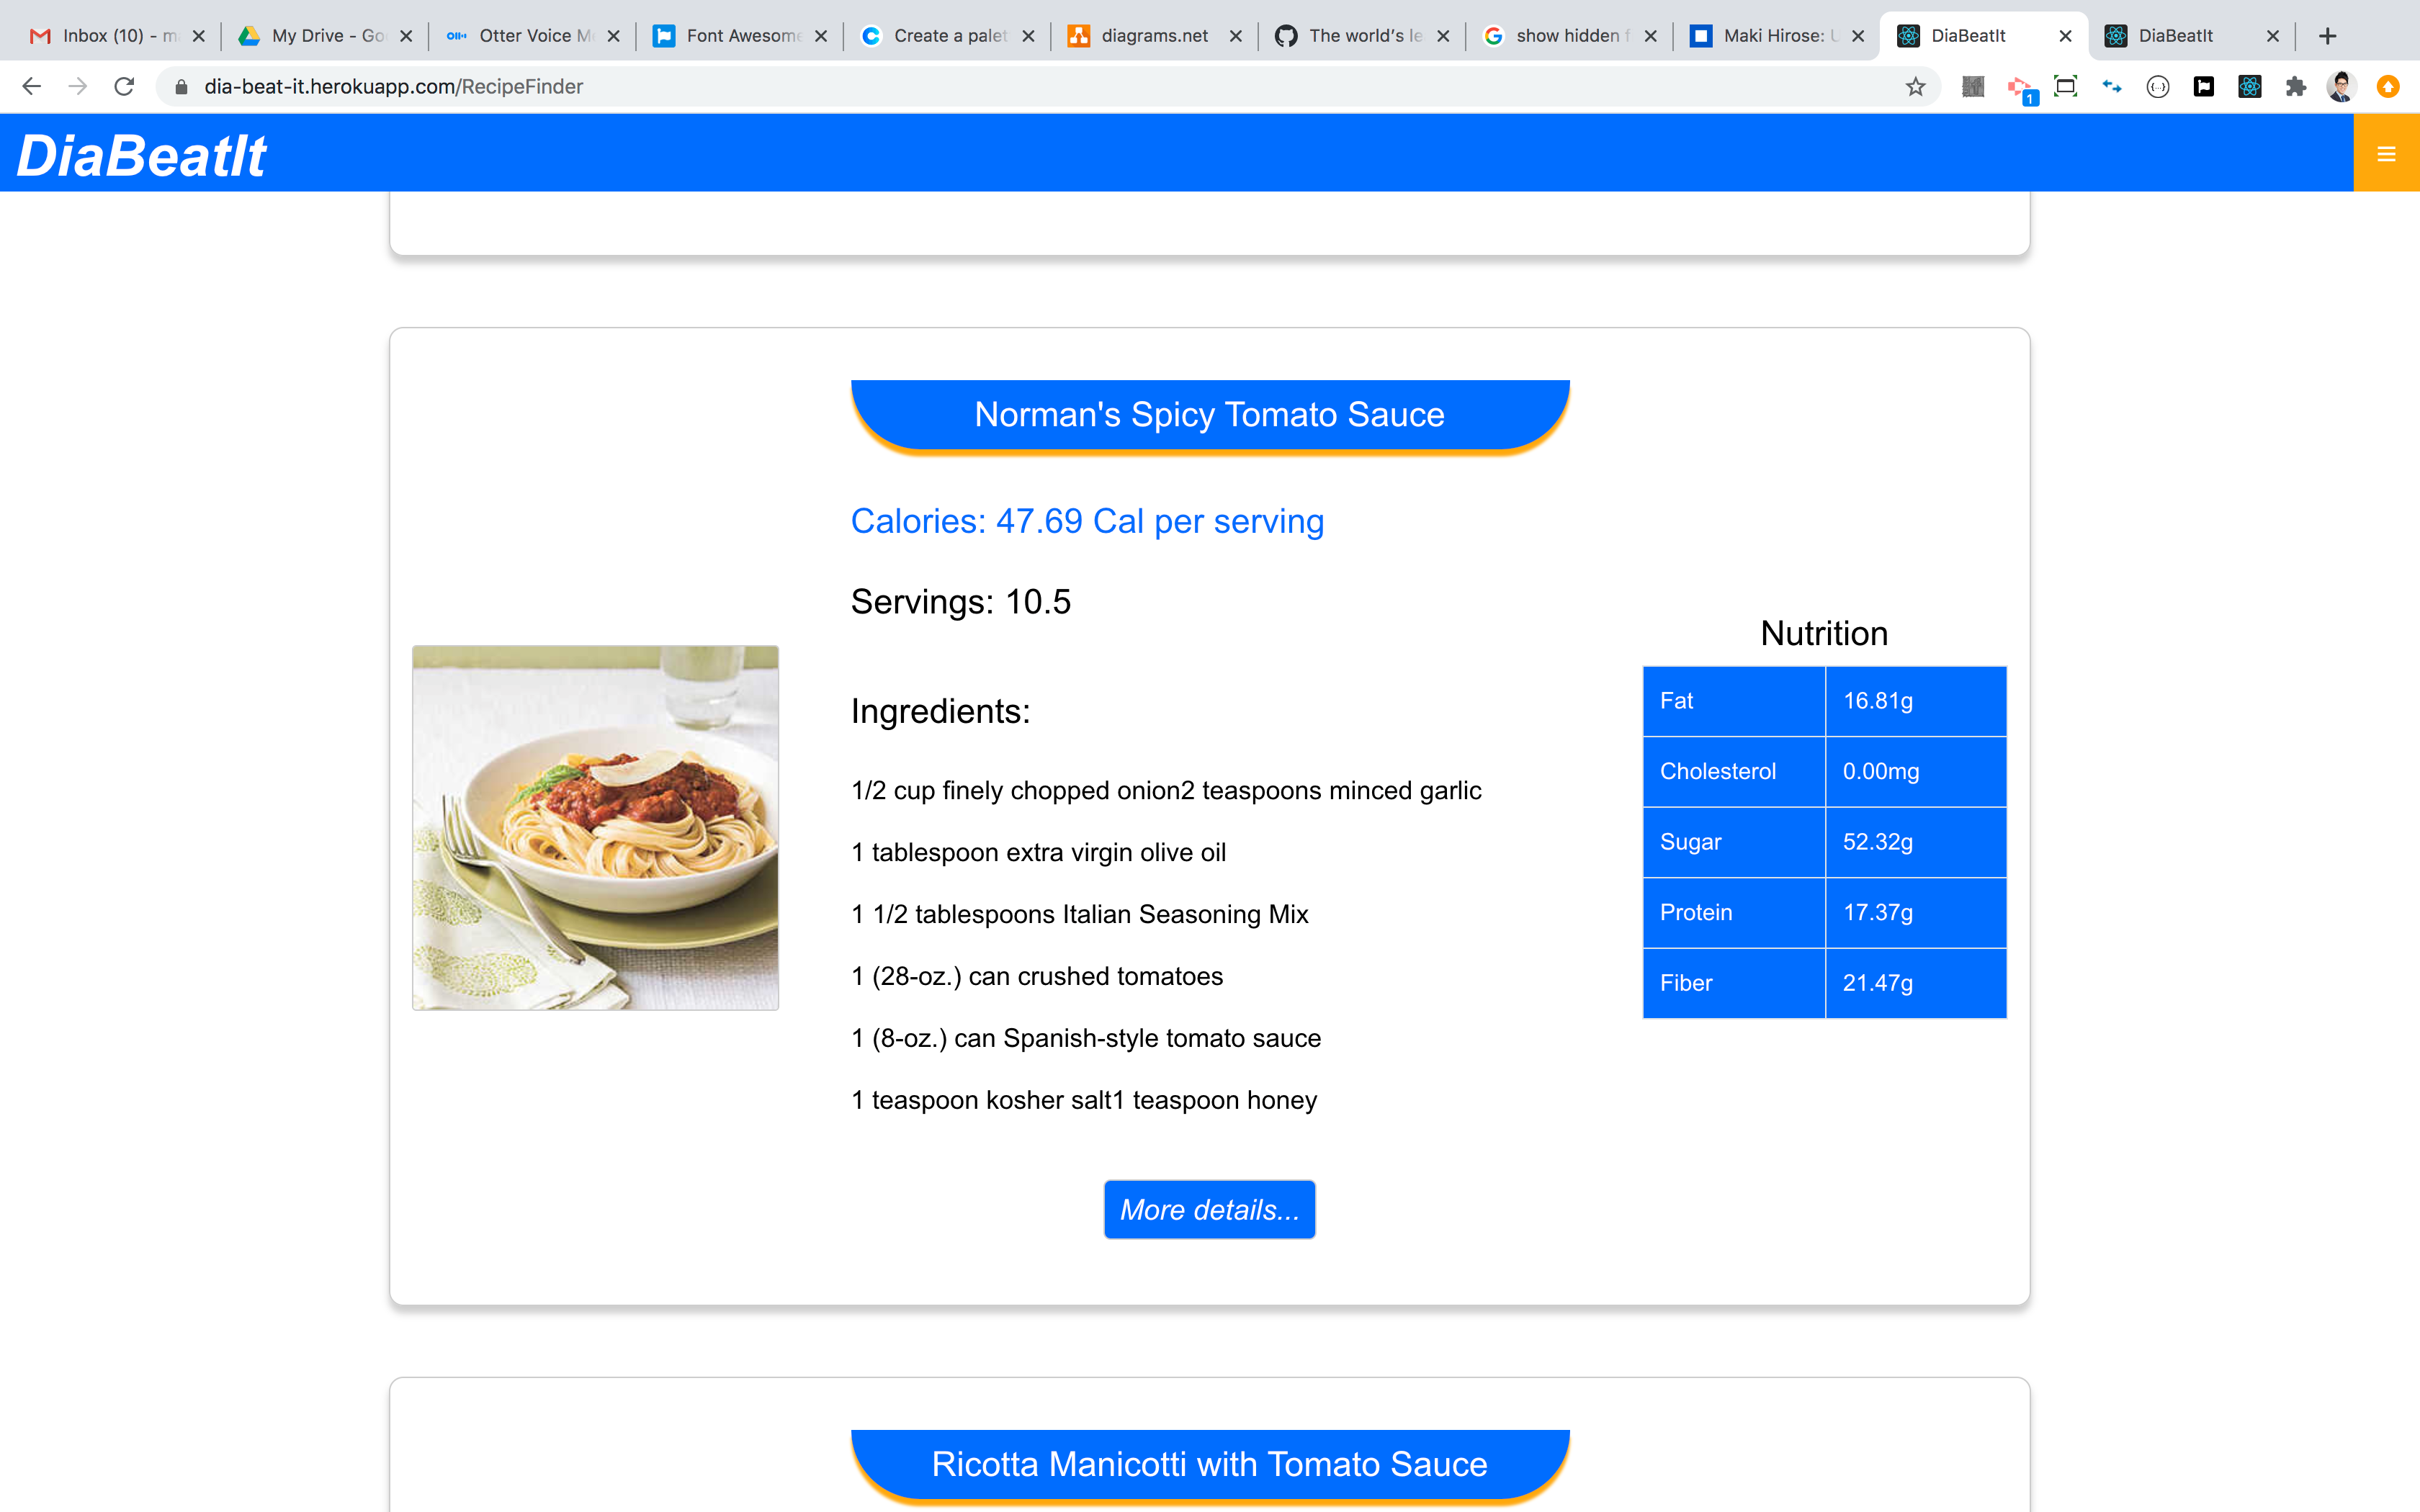 Inbox (10) - m
My Drive - Go
Otter Voice M
Font Awesome
Create a palet
diagrams.net
The world's le
show hidden f
Maki Hirose: U
DiaBeatIt
DiaBeatIt
dia-beat-it.herokuapp.com/RecipeFinder
1
DiaBeatIt
Norman's Spicy Tomato Sauce
Calories: 47.69 Cal per serving
Servings: 10.5
Ingredients:
1/2 cup finely chopped onion2 teaspoons minced garlic
1 tablespoon extra virgin olive oil
1 1/2 tablespoons Italian Seasoning Mix
1 (28-oz.) can crushed tomatoes
1 (8-oz.) can Spanish-style tomato sauce
1 teaspoon kosher salt1 teaspoon honey
More details...
Nutrition
Fat 16.81g
Cholesterol 0.00mg
Sugar 52.32g
Protein 17.37g
Fiber 21.47g
Ricotta Manicotti with Tomato Sauce